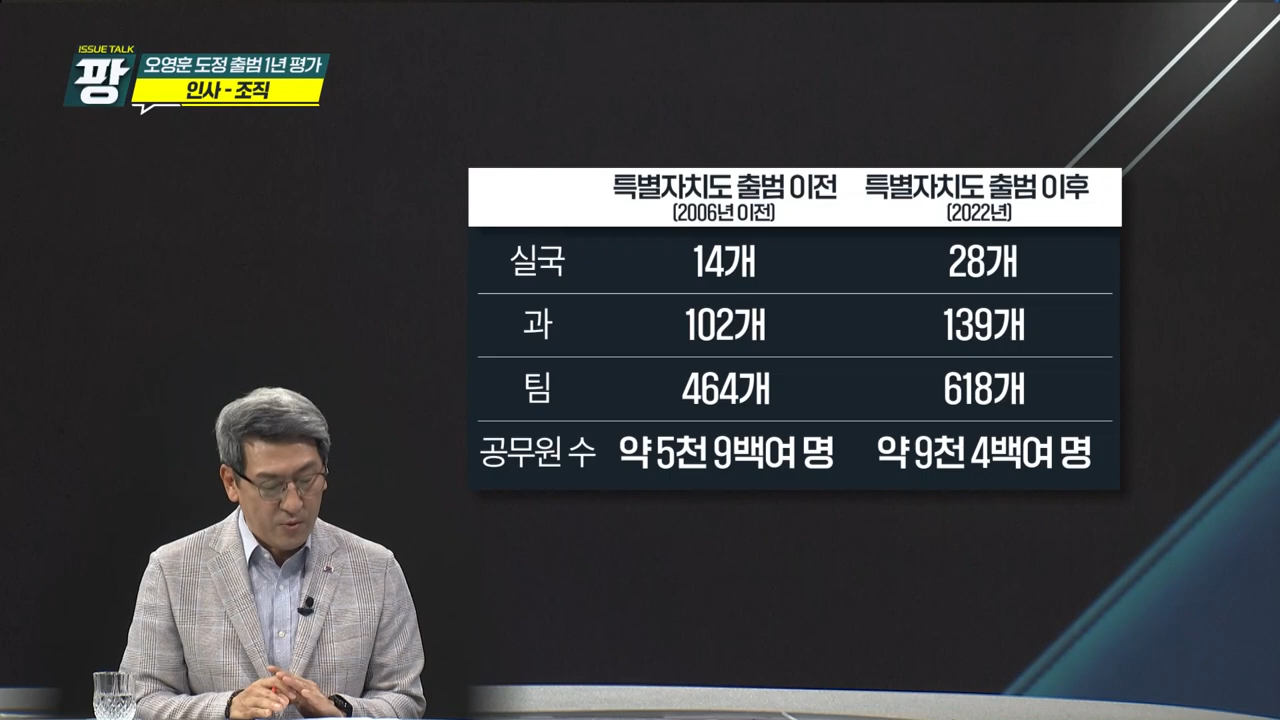 ISSUE TALK
팡
오영훈 도정 출범 1년 평가
인사 - 조직
특별자치도 출범 이전 특별자치도 출범 이후
(2006년 이전) (2022년)
실국 14개 28개
과 102개 139개
팀 464개 618개
공무원 수 약 5천 9백여 명 약 9천 4백여 명